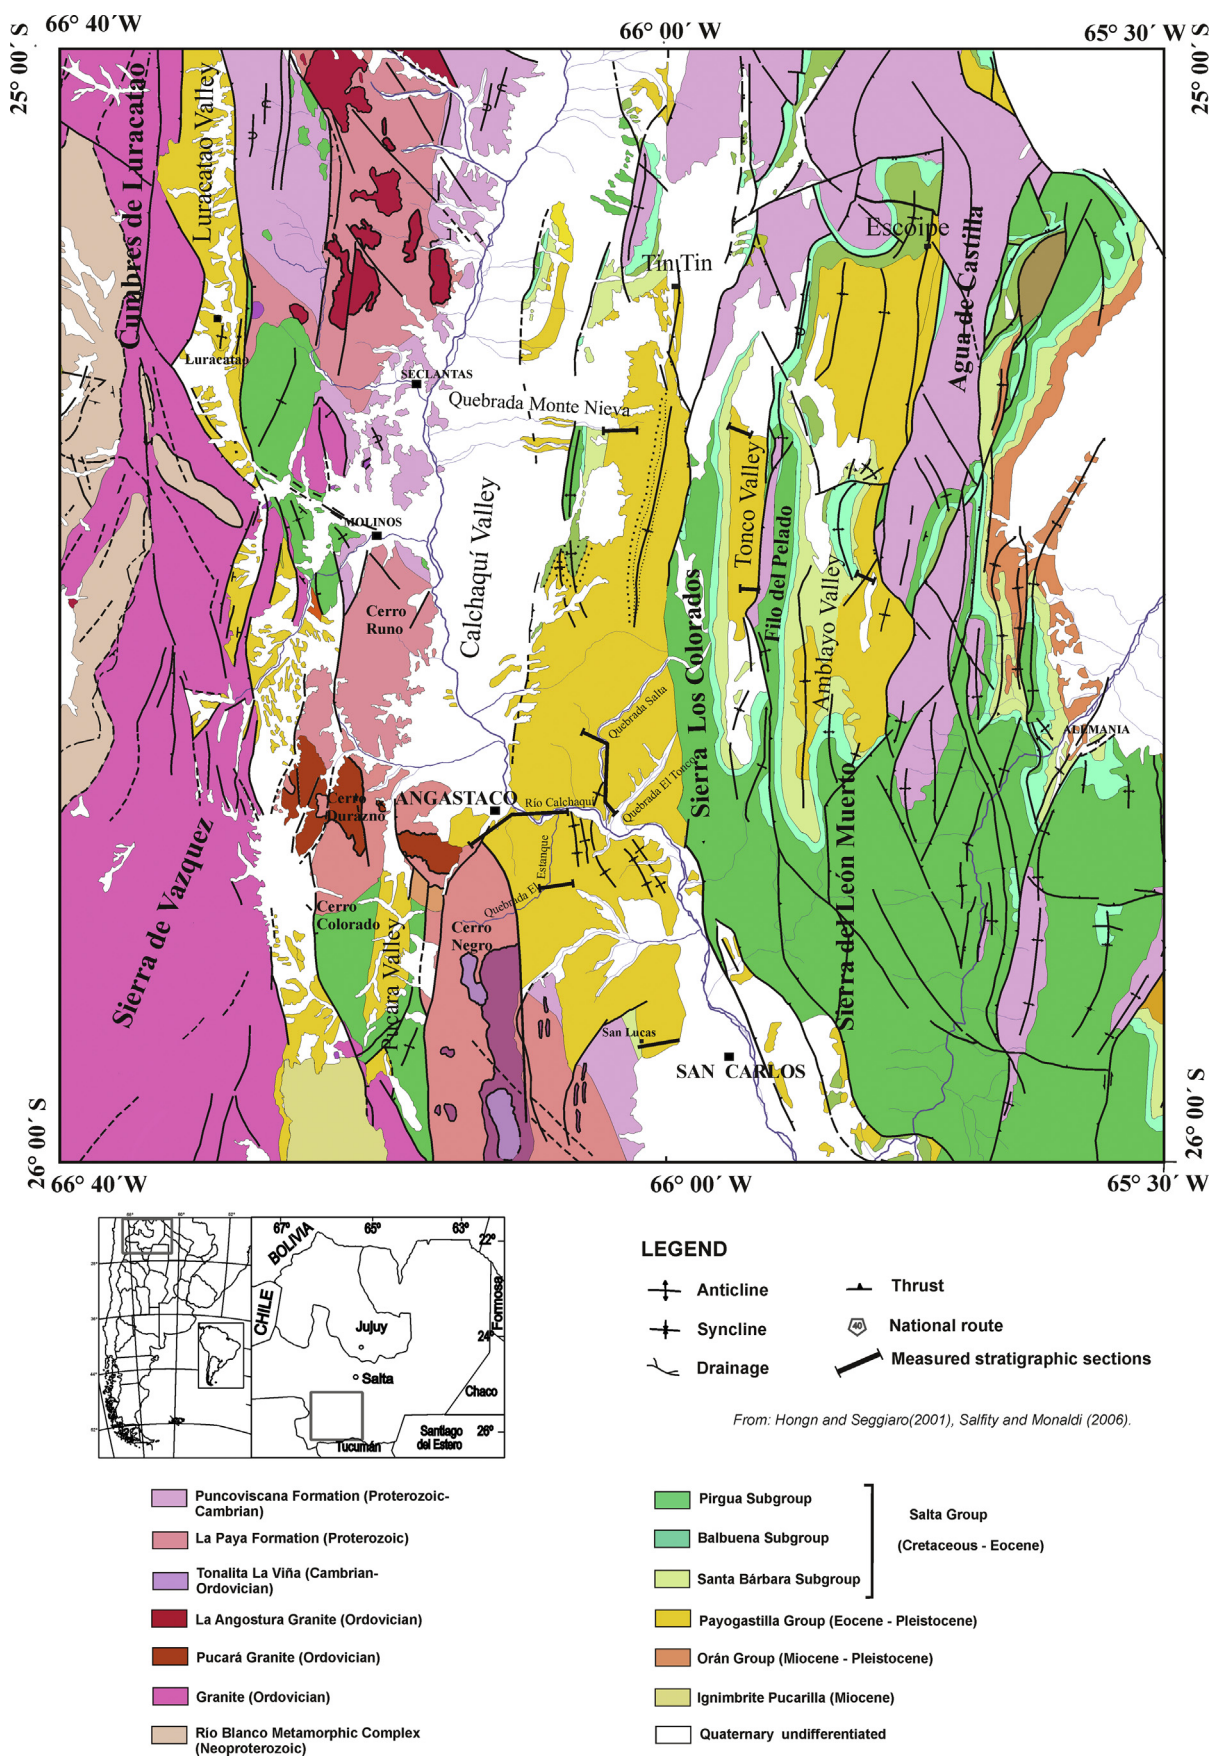 66° 40´W
66° 00´ W
65° 30´ W
25° 00´ S
25° 00´ S
Cumbres de Luracatao
Luracatao Valley
Escoipe
Tin Tin
Agua de Castilla
Luracatao
SECLANTAS
Quebrada Monte Nieva
Tonco Valley
Calchaquí Valley
MOLINOS
Filo del Pelado
Cerro
Runo
Sierra Los Colorados
Amblayo Valley
Quebrada Salta
ALEMANIA
Quebrada El Tonco
Cerro
Durazno
ANGASTACO
Río Calchaquí
Sierra de Vazquez
Quebrada El Estanque
Sierra del León Muerto
Cerro
Colorado
Cerro
Negro
Pucara Valley
San Lucas
SAN CARLOS
26° 00´ S
26° 00´ S
66° 40´W
66° 00´ W
65° 30´ W
67°
65°
63°
BOLIVIA
22°
CHILE
Formosa
Jujuy
24°
Salta
Chaco
Santiago
del Estero
26°
Tucumán
LEGEND
Anticline
Thrust
Syncline
40
National route
Drainage
Measured stratigraphic sections
From: Hongn and Seggiaro(2001), Salfity and Monaldi (2006).
Puncoviscana Formation (Proterozoic-
Cambrian)
La Paya Formation (Proterozoic)
Tonalita La Viña (Cambrian-
Ordovician)
La Angostura Granite (Ordovician)
Pucará Granite (Ordovician)
Granite (Ordovician)
Río Blanco Metamorphic Complex
(Neoproterozoic)
Pirgua Subgroup
Balbuena Subgroup
Santa Bárbara Subgroup
Salta Group
(Cretaceous - Eocene)
Payogastilla Group (Eocene - Pleistocene)
Orán Group (Miocene - Pleistocene)
Ignimbrite Pucarilla (Miocene)
Quaternary undifferentiated